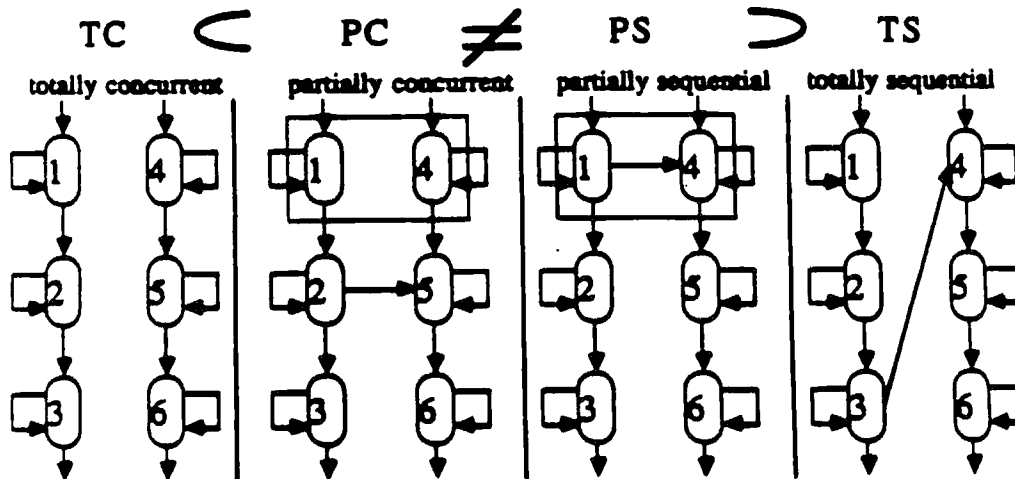 TC ⊂ PC ≠ PS ⊃ TS
totally concurrent partially concurrent partially sequential totally sequential
1 4 1 4 1 4 1 4
2 5 2 5 2 5 2 5
3 6 3 6 3 6 3 6